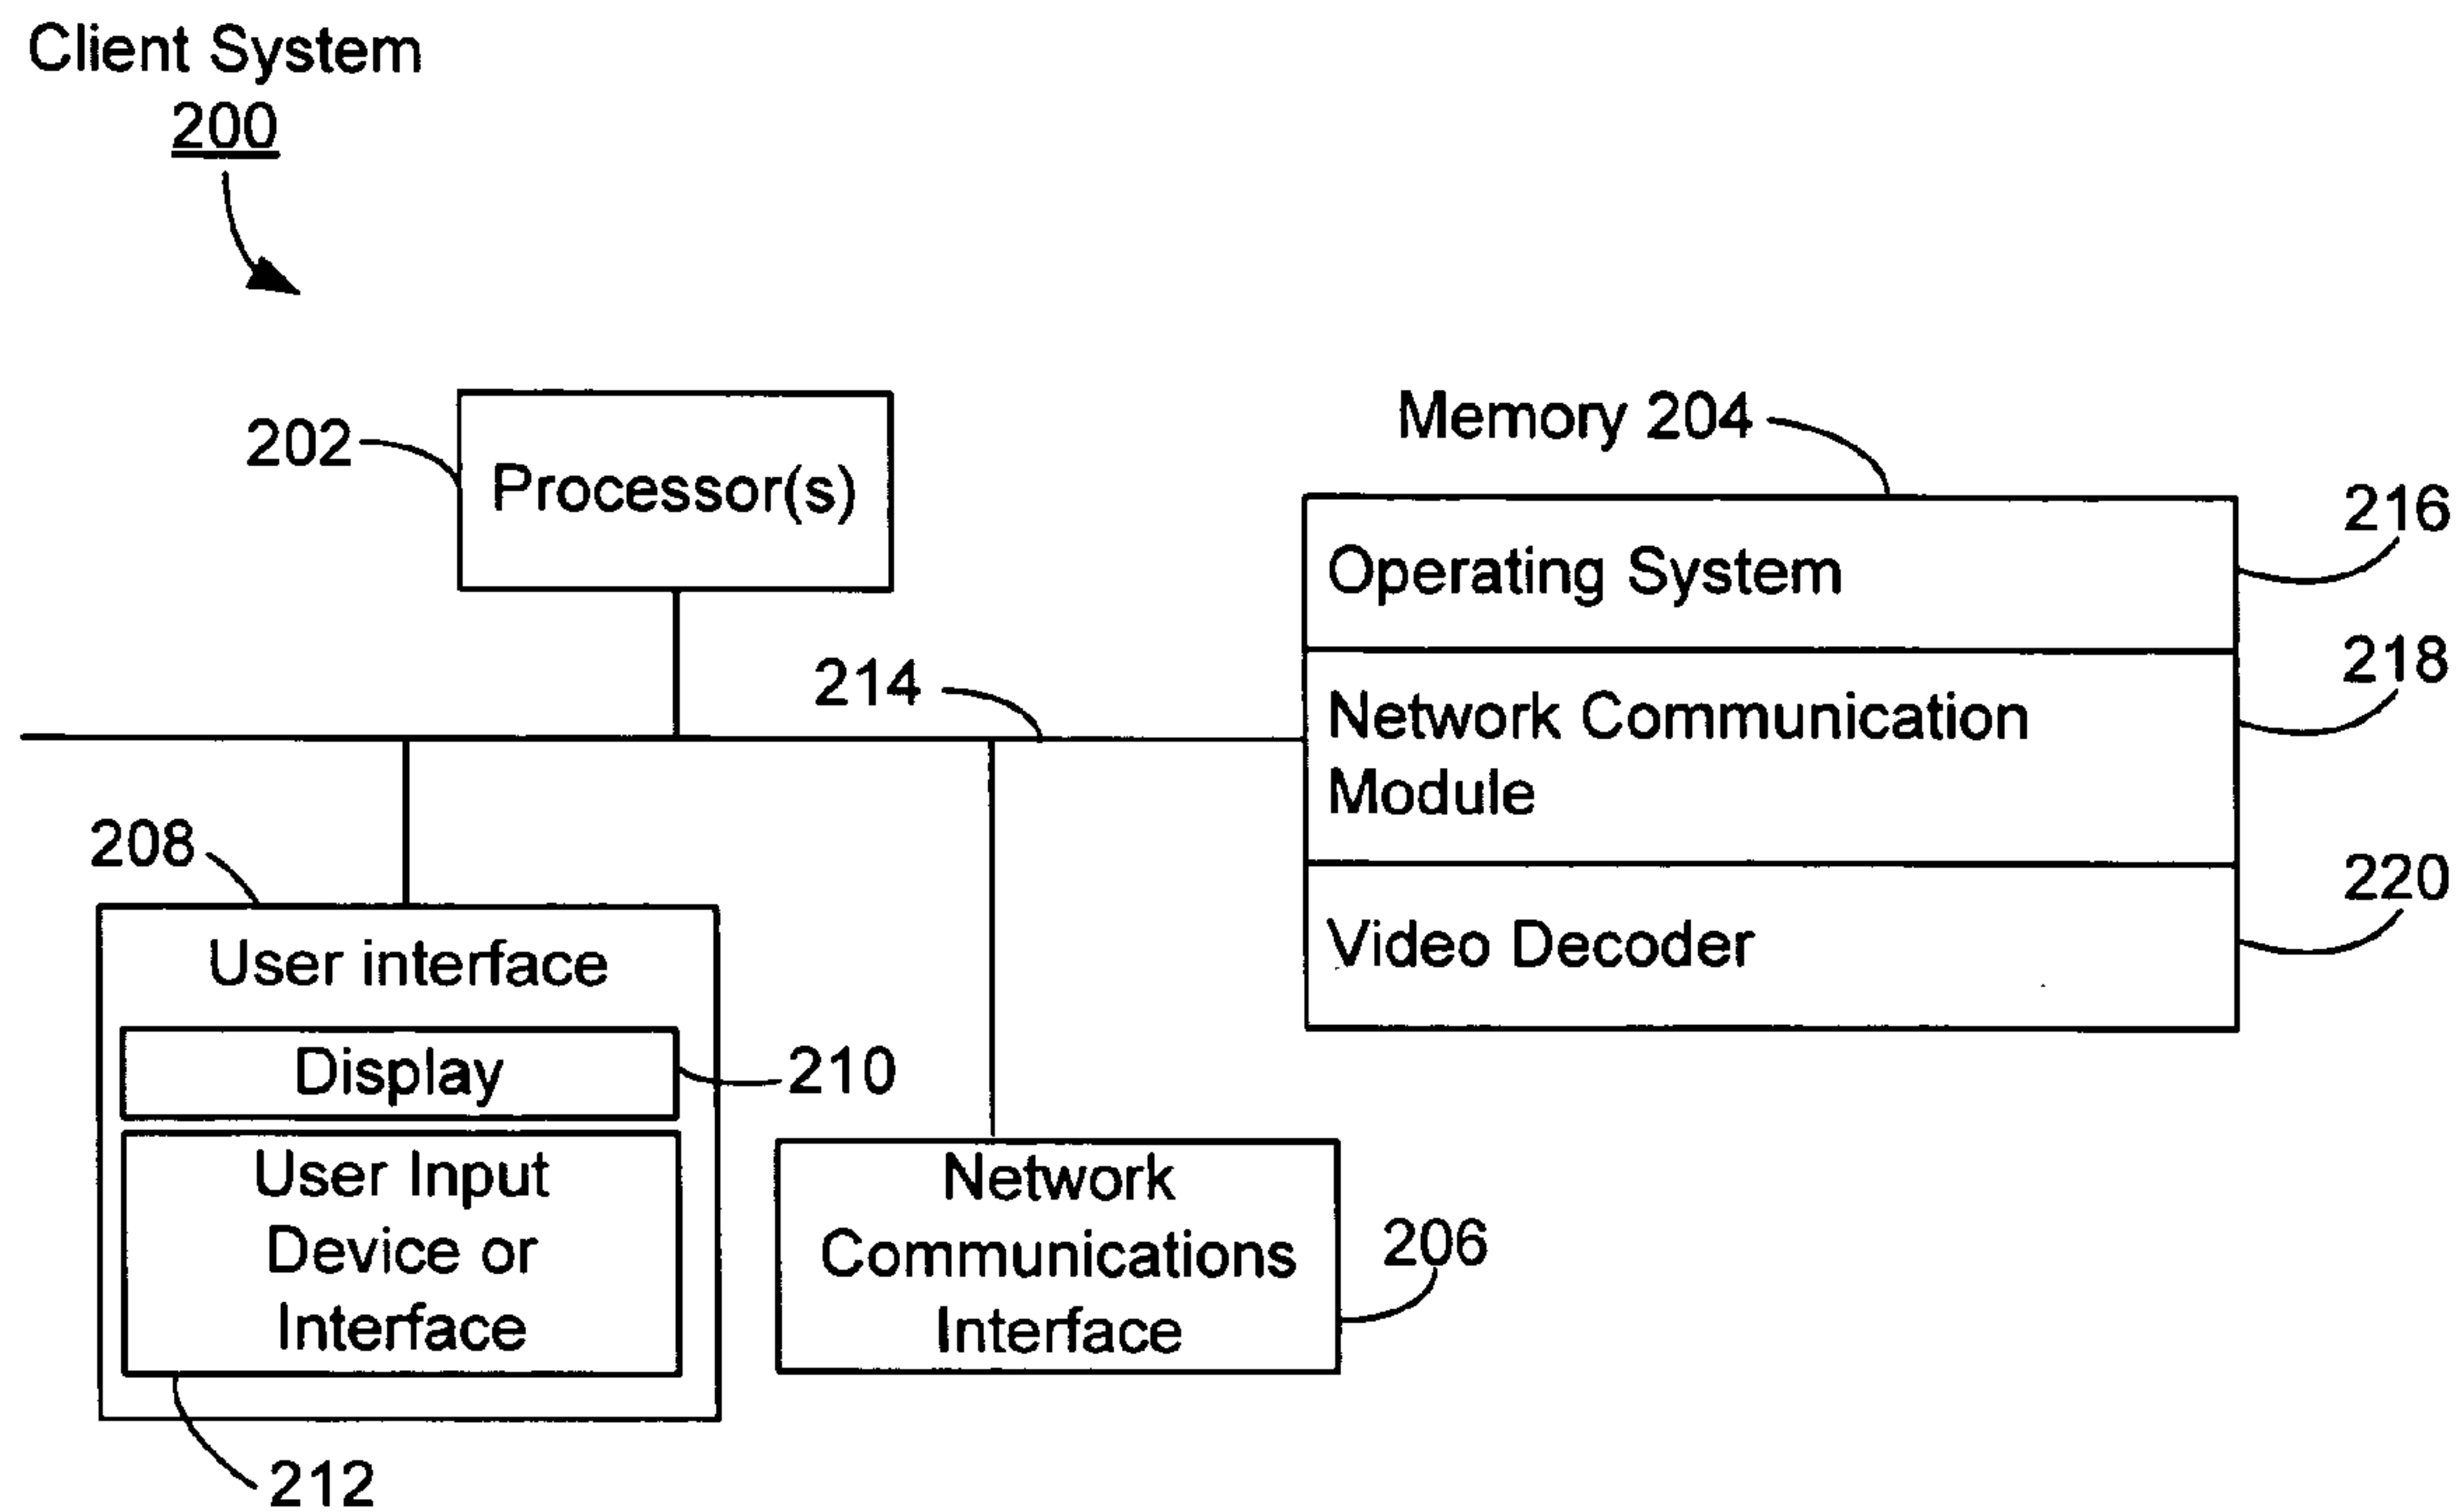 Client System
200
202
Processor(s)
Memory 204
216
Operating System
218
214
Network Communication
Module
208
220
User interface
Video Decoder
Display
210
User Input
Device or
Interface
Network
Communications
Interface
206
212